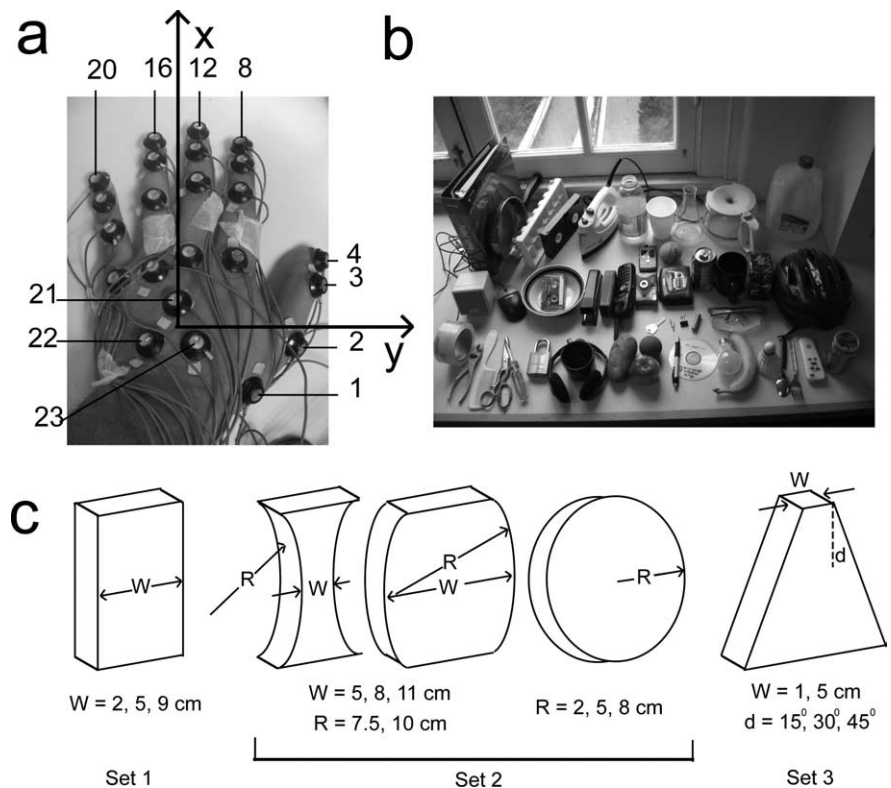 a
x
b
20
16
12
8
4
3
21
22
2
y
1
23
c
W
R
W
R
W
R
W
d
W = 2, 5, 9 cm
W = 5, 8, 11 cm
R = 7.5, 10 cm
R = 2, 5, 8 cm
W = 1, 5 cm
d = 15⁰, 30⁰, 45⁰
Set 1
Set 2
Set 3